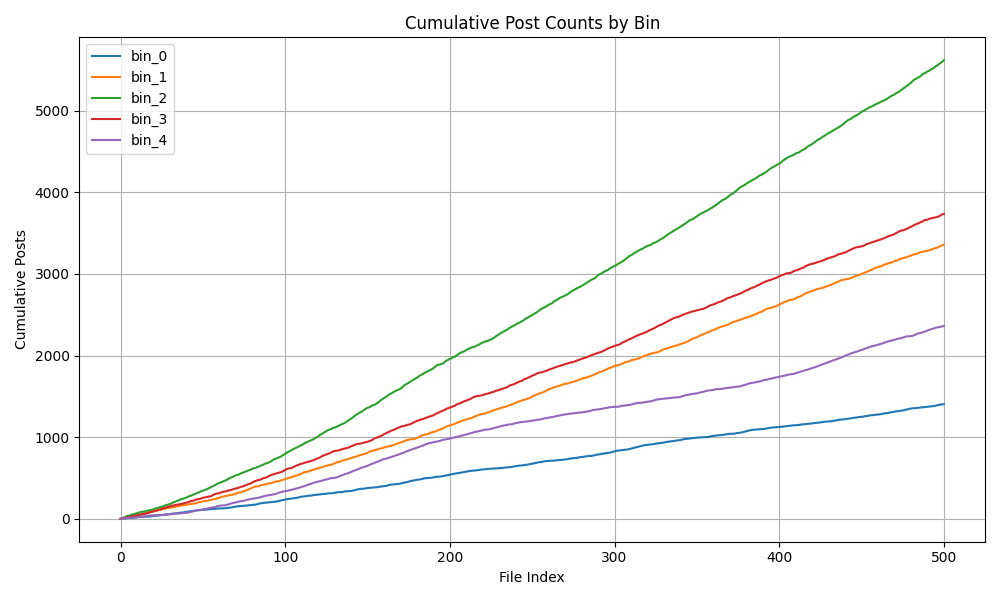 Cumulative Post Counts by Bin
bin_0
bin_1
bin_2
bin_3
bin_4
Cumulative Posts
5000
4000
3000
2000
1000
0
0 100 200 300 400 500
File Index